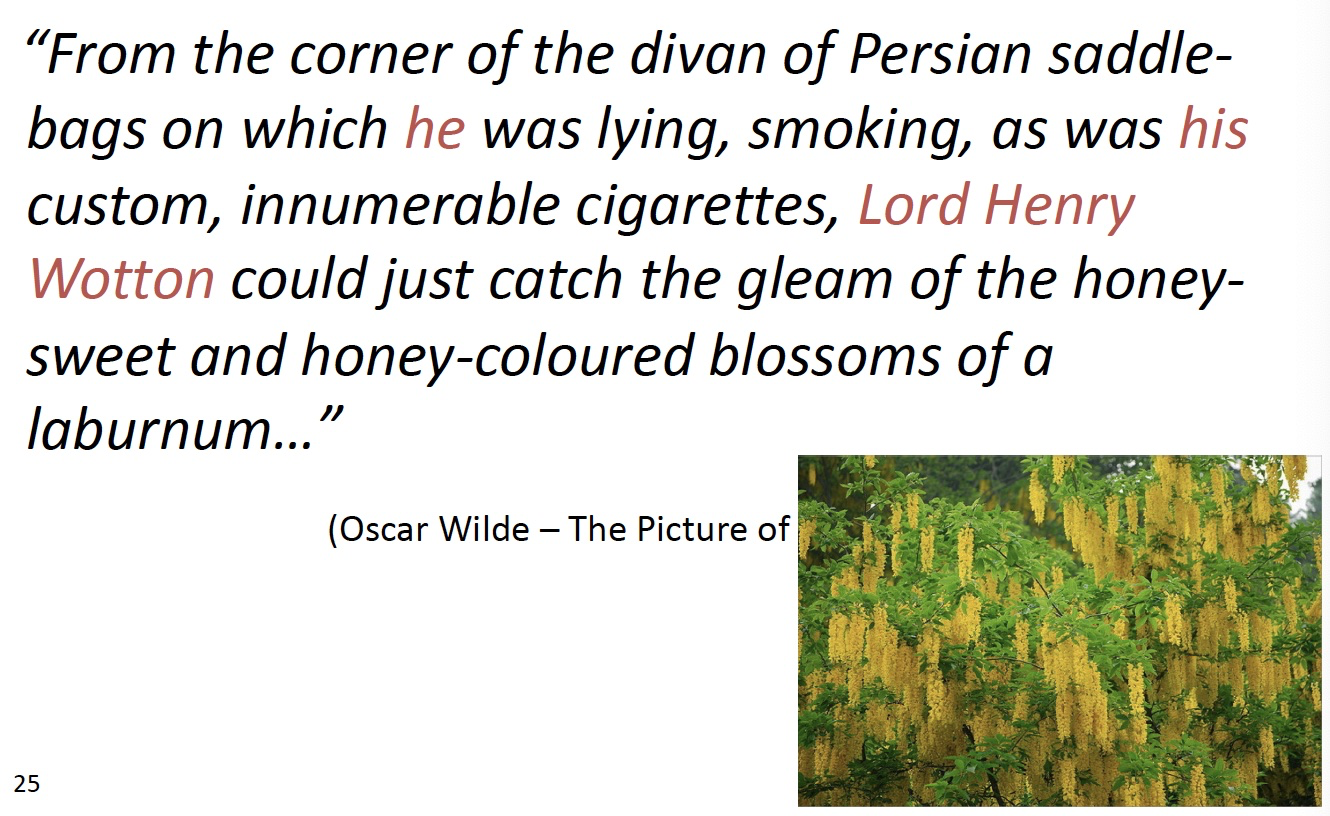 “From the corner of the divan of Persian saddle-
bags on which he was lying, smoking, as was his
custom, innumerable cigarettes, Lord Henry
Wotton could just catch the gleam of the honey-
sweet and honey-coloured blossoms of a
laburnum…”
(Oscar Wilde – The Picture of
25